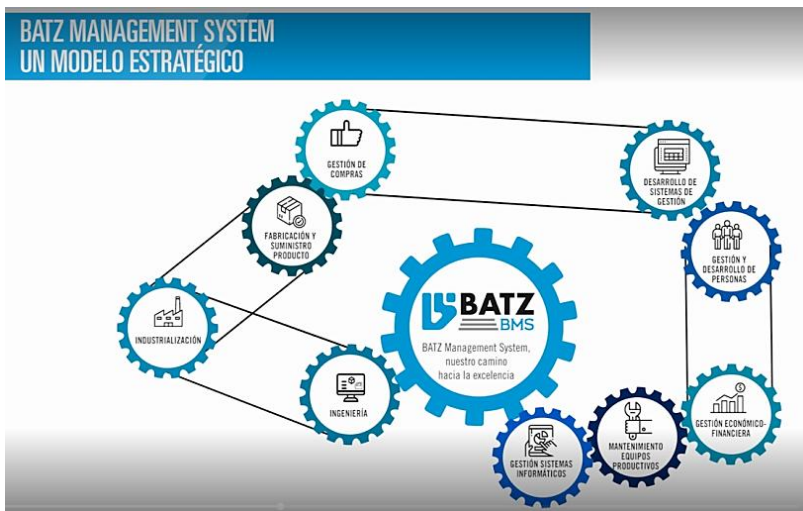 BATZ MANAGEMENT SYSTEM
UN MODELO ESTRATÉGICO
GESTIÓN DE
COMPRAS
DESARROLLO DE
SISTEMAS DE
GESTIÓN
FABRICACIÓN Y
SUMINISTRO
PRODUCTO
GESTIÓN Y
DESARROLLO DE
PERSONAS
INDUSTRIALIZACIÓN
BATZ
BMS
BATZ Management System,
nuestro camino
hacia la excelencia
INGENIERÍA
GESTIÓN ECONÓMICO-
FINANCIERA
MANTENIMIENTO
EQUIPOS
PRODUCTIVOS
GESTIÓN SISTEMAS
INFORMÁTICOS